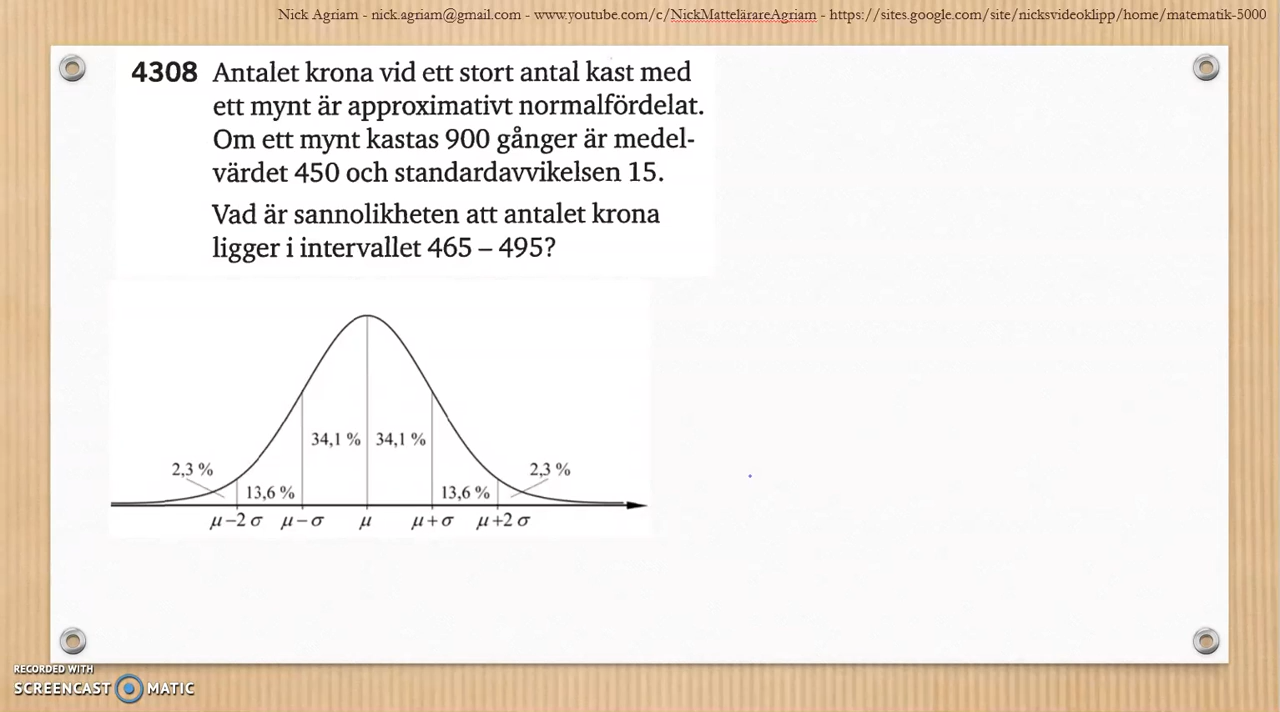 Nick Agriam - nick.agriam@gmail.com - www.youtube.com/c/NickMattelärareAgriam - https://sites.google.com/site/nicksvideoklipp/home/matematik-5000
4308 Antalet krona vid ett stort antal kast med
ett mynt är approximativt normalfördelat.
Om ett mynt kastas 900 gånger är medel-
värdet 450 och standardavvikelsen 15.
Vad är sannolikheten att antalet krona
ligger i intervallet 465 – 495?
34,1 % 34,1 %
2,3 % 2,3 %
13,6 % 13,6 %
μ−2 σ μ−σ μ μ+σ μ+2 σ
RECORDED WITH
SCREENCAST MATIC